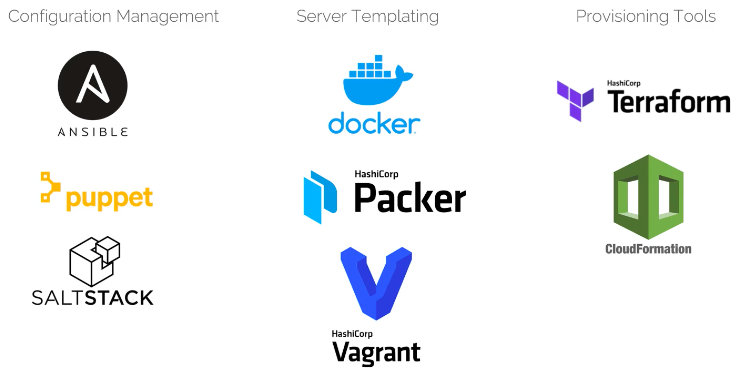 Configuration Management
Server Templating
Provisioning Tools
ANSIBLE
docker
HashiCorp
Terraform
puppet
HashiCorp
Packer
CloudFormation
SALTSTACK
HashiCorp
Vagrant